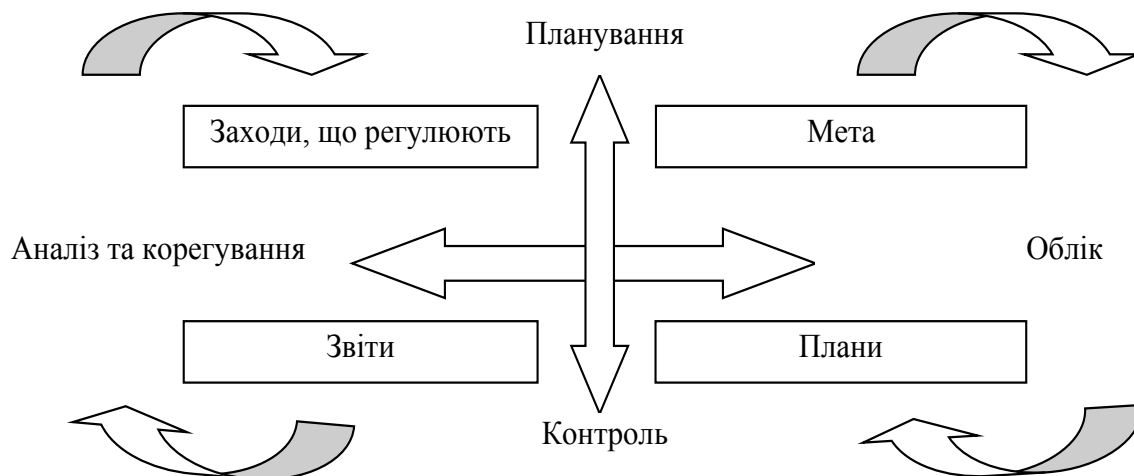 Планування
Заходи, що регулюють
Мета
Аналіз та корегування
Облік
Звіти
Плани
Контроль